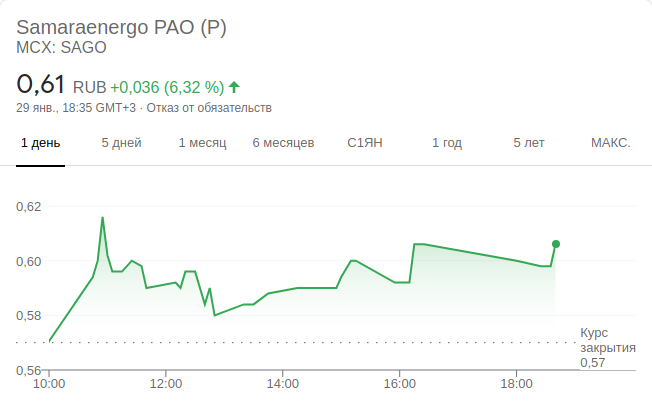 Samaraenergo PAO (P)
MCX: SAGO
0,61 RUB +0,036 (6,32 %)
29 янв., 18:35 GMT+3 · Отказ от обязательств
1 день 5 дней 1 месяц 6 месяцев С1ЯН 1 год 5 лет МАКС.
0,62
0,60
0,58
Курс
закрытия
0,57
0,56
10:00 12:00 14:00 16:00 18:00